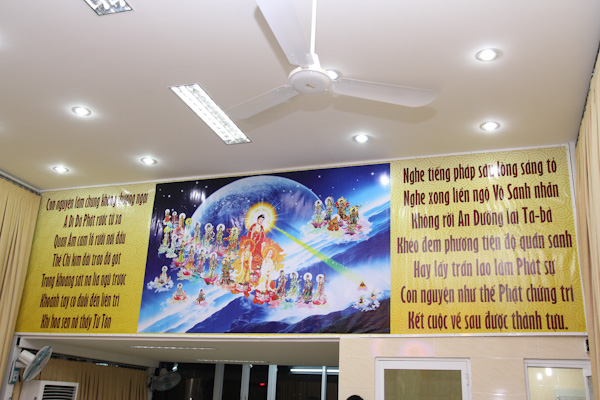 Con nguyện lâm chung không chướng ngại
A Di Đà Phật rước từ xa
Quan Âm cam lồ rưới nơi đầu
Thế Chí kim đài trao đỡ gót
Trong khoảng sát na lìa ngũ trước
Khoảnh tay co duỗi đến liên trì
Khi hoa sen nở thấy Từ Tôn
Nghe tiếng pháp sâu lòng sáng tỏ
Nghe xong liền ngộ Vô Sanh nhẫn
Không rời An Dưỡng lại Ta-bà
Khéo đem phương tiện độ quần sanh
Hay lấy trần lao làm Phật sự
Con nguyện như thế Phật chứng tri
Kết cuộc về sau được thành tựu.